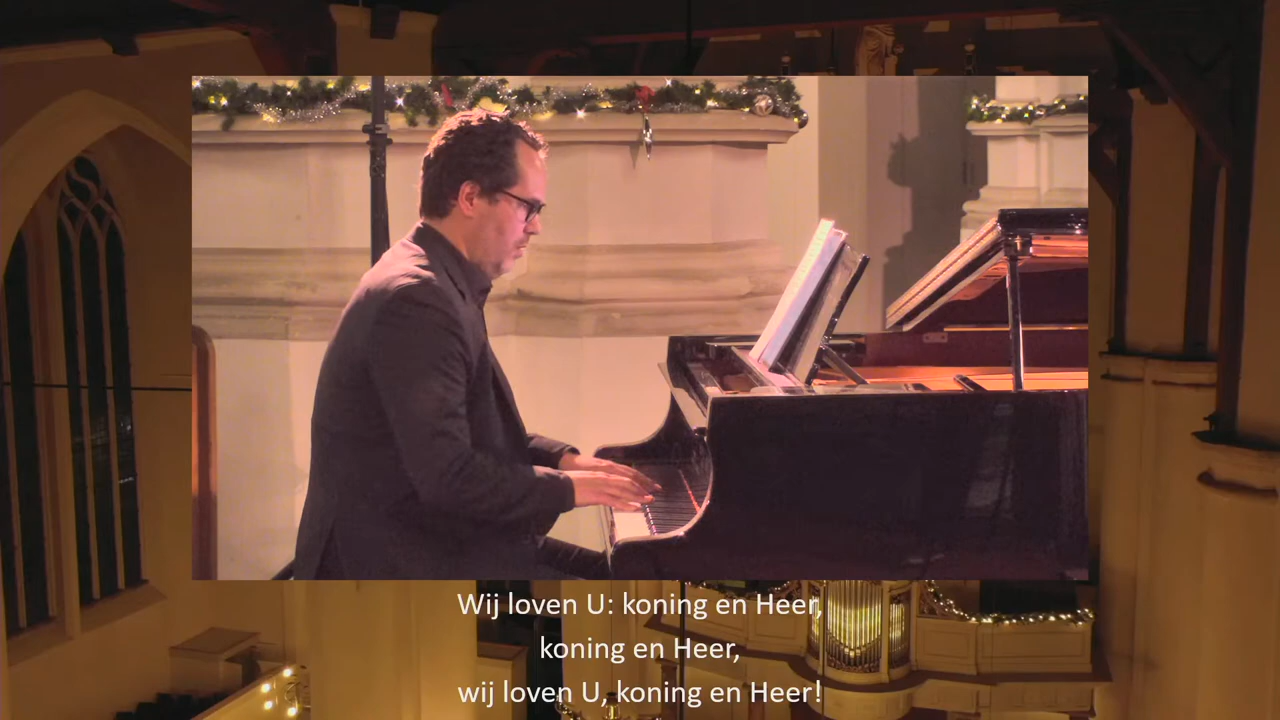 Wij loven U: koning en Heer,
koning en Heer,
wij loven U, koning en Heer!